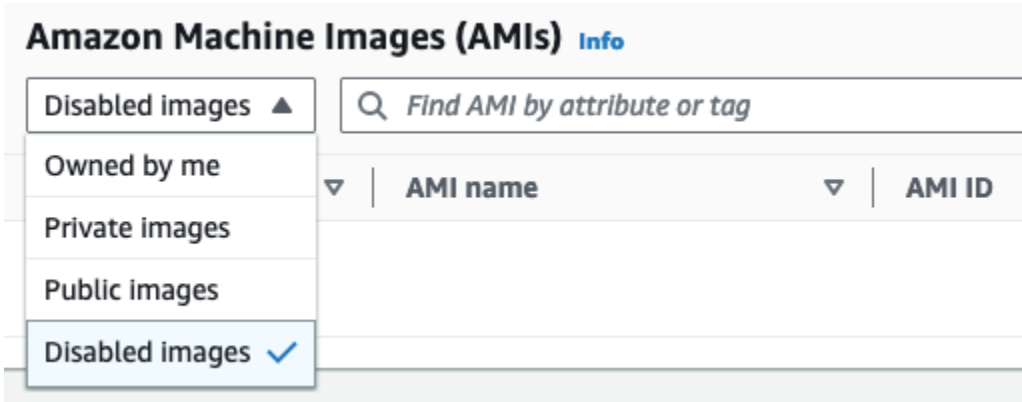 Amazon Machine Images (AMIs) Info
Disabled images Find AMI by attribute or tag
Owned by me
AMI name AMI ID
Private images
Public images
Disabled images